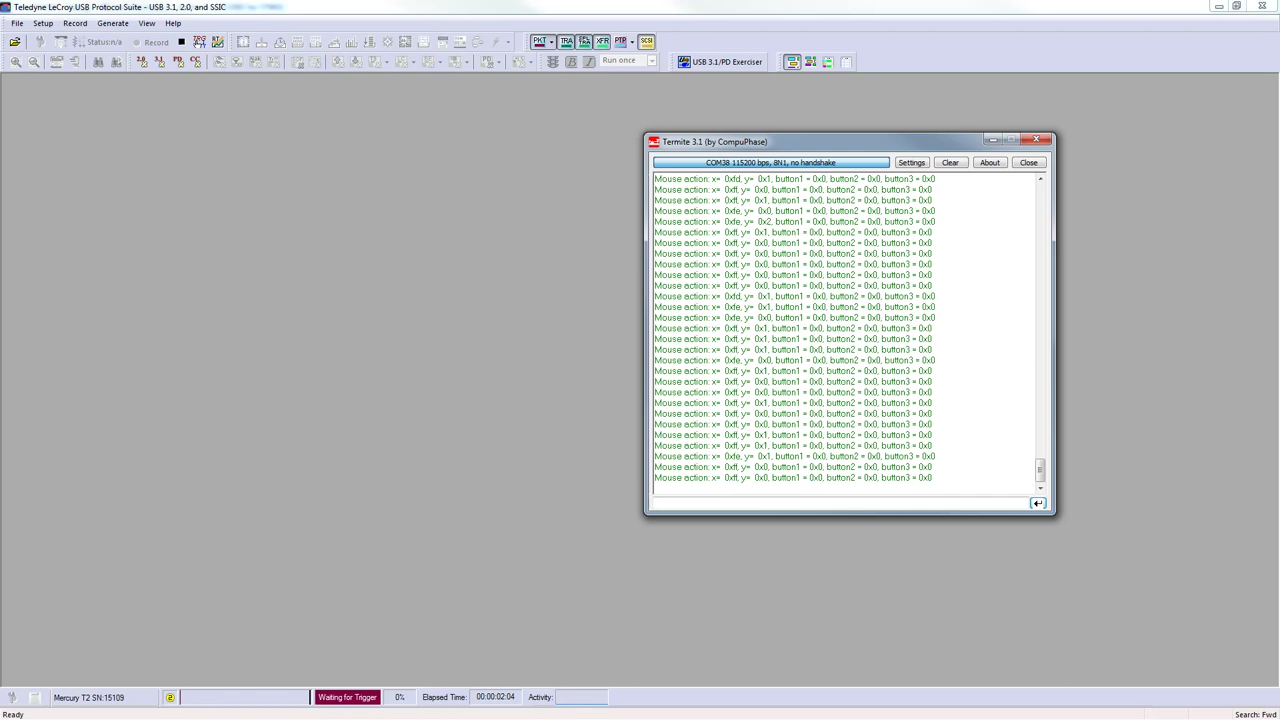 Teledyne LeCroy USB Protocol Suite - USB 3.1, 2.0, and SSIC
File Setup Record Generate View Help
Status:n/a Record TRG PKT TRA XFR PTP SCSI
2.0 3.1 PD CC Run once USB 3.1/PD Exerciser
Termite 3.1 (by CompuPhase)
COM38 115200 bps, 8N1, no handshake Settings Clear About Close
Mouse action: x= 0xfd, y= 0x1, button1 = 0x0, button2 = 0x0, button3 = 0x0
Mouse action: x= 0xff, y= 0x0, button1 = 0x0, button2 = 0x0, button3 = 0x0
Mouse action: x= 0xff, y= 0x1, button1 = 0x0, button2 = 0x0, button3 = 0x0
Mouse action: x= 0xfe, y= 0x0, button1 = 0x0, button2 = 0x0, button3 = 0x0
Mouse action: x= 0xfe, y= 0x2, button1 = 0x0, button2 = 0x0, button3 = 0x0
Mouse action: x= 0xff, y= 0x1, button1 = 0x0, button2 = 0x0, button3 = 0x0
Mouse action: x= 0xff, y= 0x0, button1 = 0x0, button2 = 0x0, button3 = 0x0
Mouse action: x= 0xff, y= 0x0, button1 = 0x0, button2 = 0x0, button3 = 0x0
Mouse action: x= 0xff, y= 0x0, button1 = 0x0, button2 = 0x0, button3 = 0x0
Mouse action: x= 0xff, y= 0x0, button1 = 0x0, button2 = 0x0, button3 = 0x0
Mouse action: x= 0xff, y= 0x0, button1 = 0x0, button2 = 0x0, button3 = 0x0
Mouse action: x= 0xfd, y= 0x1, button1 = 0x0, button2 = 0x0, button3 = 0x0
Mouse action: x= 0xfe, y= 0x1, button1 = 0x0, button2 = 0x0, button3 = 0x0
Mouse action: x= 0xfe, y= 0x0, button1 = 0x0, button2 = 0x0, button3 = 0x0
Mouse action: x= 0xff, y= 0x1, button1 = 0x0, button2 = 0x0, button3 = 0x0
Mouse action: x= 0xff, y= 0x1, button1 = 0x0, button2 = 0x0, button3 = 0x0
Mouse action: x= 0xff, y= 0x1, button1 = 0x0, button2 = 0x0, button3 = 0x0
Mouse action: x= 0xfe, y= 0x0, button1 = 0x0, button2 = 0x0, button3 = 0x0
Mouse action: x= 0xff, y= 0x1, button1 = 0x0, button2 = 0x0, button3 = 0x0
Mouse action: x= 0xff, y= 0x0, button1 = 0x0, button2 = 0x0, button3 = 0x0
Mouse action: x= 0xff, y= 0x0, button1 = 0x0, button2 = 0x0, button3 = 0x0
Mouse action: x= 0xff, y= 0x1, button1 = 0x0, button2 = 0x0, button3 = 0x0
Mouse action: x= 0xff, y= 0x0, button1 = 0x0, button2 = 0x0, button3 = 0x0
Mouse action: x= 0xff, y= 0x0, button1 = 0x0, button2 = 0x0, button3 = 0x0
Mouse action: x= 0xff, y= 0x1, button1 = 0x0, button2 = 0x0, button3 = 0x0
Mouse action: x= 0xff, y= 0x1, button1 = 0x0, button2 = 0x0, button3 = 0x0
Mouse action: x= 0xfe, y= 0x1, button1 = 0x0, button2 = 0x0, button3 = 0x0
Mouse action: x= 0xff, y= 0x0, button1 = 0x0, button2 = 0x0, button3 = 0x0
Mouse action: x= 0xff, y= 0x0, button1 = 0x0, button2 = 0x0, button3 = 0x0
Mercury T2 SN:15109 2 Waiting for Trigger 0% Elapsed Time: 00:00:02:04 Activity:
Ready Search: Fwd